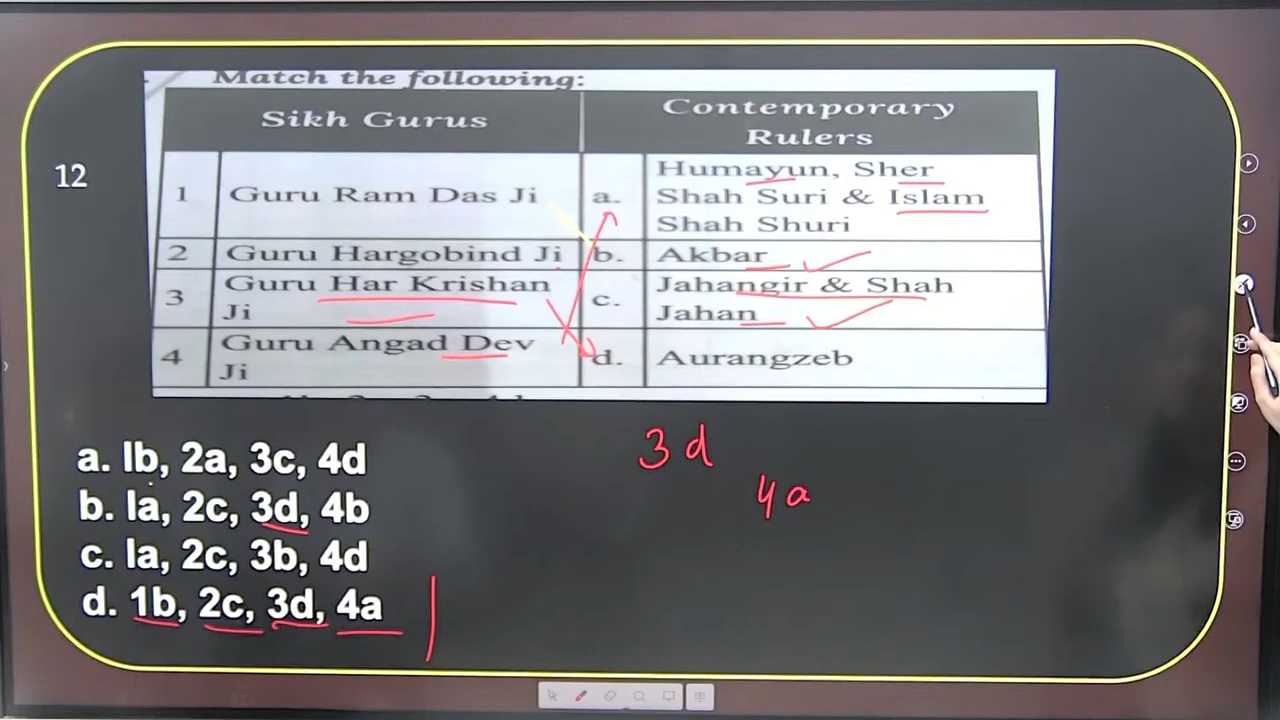 Match the following:
Sikh Gurus
Contemporary
Rulers
12
1
Guru Ram Das Ji
a.
Humayun, Sher
Shah Suri & Islam
Shah Shuri
2
Guru Hargobind Ji
b.
Akbar
3
Guru Har Krishan
Ji
c.
Jahangir & Shah
Jahan
4
Guru Angad Dev
Ji
d.
Aurangzeb
a. lb, 2a, 3c, 4d
b. la, 2c, 3d, 4b
c. la, 2c, 3b, 4d
d. 1b, 2c, 3d, 4a
3 d
4 a